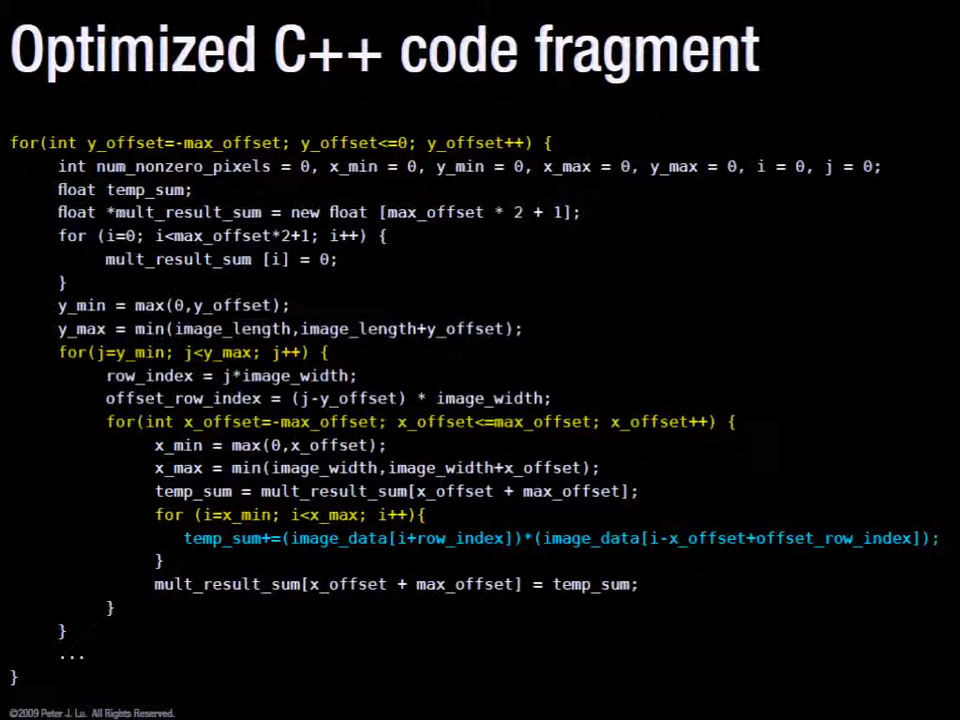 Optimized C++ code fragment
for(int y_offset=-max_offset; y_offset<=0; y_offset++) {
int num_nonzero_pixels = 0, x_min = 0, y_min = 0, x_max = 0, y_max = 0, i = 0, j = 0;
float temp_sum;
float *mult_result_sum = new float [max_offset * 2 + 1];
for (i=0; i<max_offset*2+1; i++) {
mult_result_sum [i] = 0;
}
y_min = max(0,y_offset);
y_max = min(image_length,image_length+y_offset);
for(j=y_min; j<y_max; j++) {
row_index = j*image_width;
offset_row_index = (j-y_offset) * image_width;
for(int x_offset=-max_offset; x_offset<=max_offset; x_offset++) {
x_min = max(0,x_offset);
x_max = min(image_width,image_width+x_offset);
temp_sum = mult_result_sum[x_offset + max_offset];
for (i=x_min; i<x_max; i++){
temp_sum+=(image_data[i+row_index])*(image_data[i-x_offset+offset_row_index]);
}
mult_result_sum[x_offset + max_offset] = temp_sum;
}
}
...
}
©2009 Peter J. Lu. All Rights Reserved.